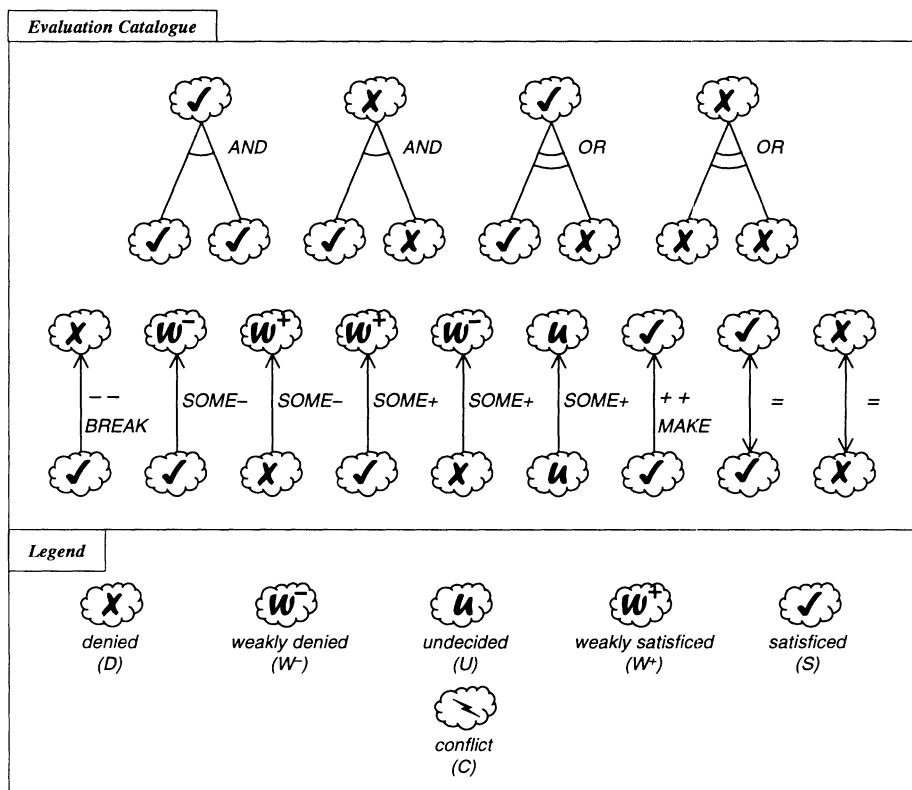 Evaluation Catalogue
✓ ✗ ✓ ✗
AND AND OR OR
✓ ✓ ✓ ✗ ✓ ✗ ✗ ✗
✗ W⁻ W⁺ W⁺ W⁻ u ✓ ✓ ✗
– – SOME– SOME– SOME+ SOME+ SOME+ + + = =
BREAK MAKE
✓ ✓ ✗ ✓ ✗ u ✓ ✓ ✗
Legend
✗ W⁻ u W⁺ ✓
denied weakly denied undecided weakly satisficed satisficed
(D) (W⁻) (U) (W⁺) (S)
conflict
(C)